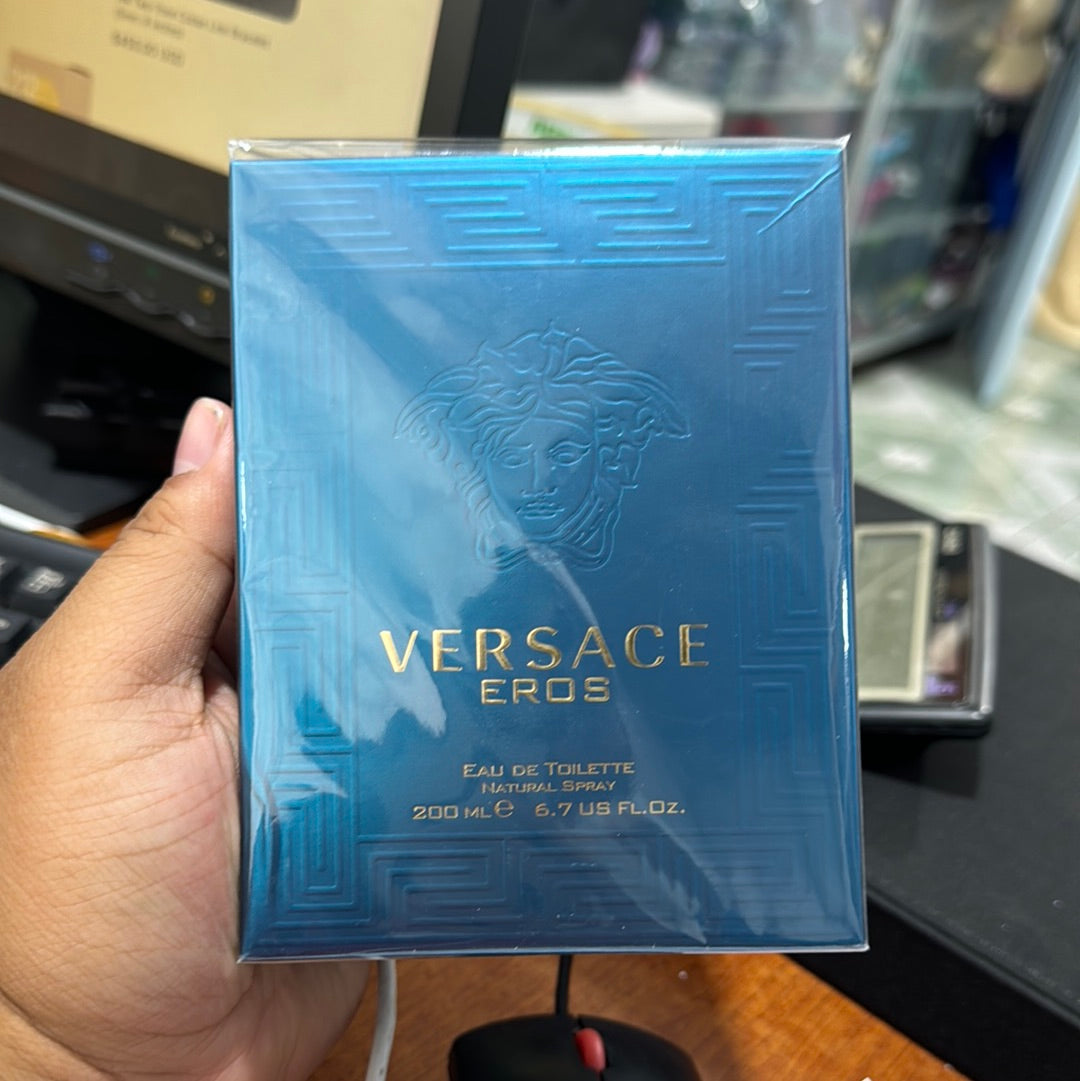 VERSACE
EROS
EAU DE TOILETTE
NATURAL SPRAY
200 ML ℮ 6.7 US FL.OZ.